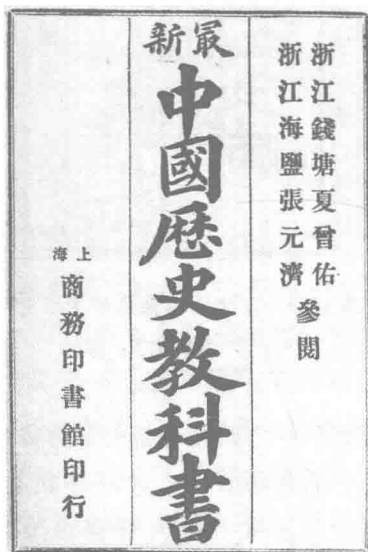 浙江錢塘夏曾佑
浙江海鹽張元濟
參閱
最新
中國歷史教科書
上海
商務印書館印行